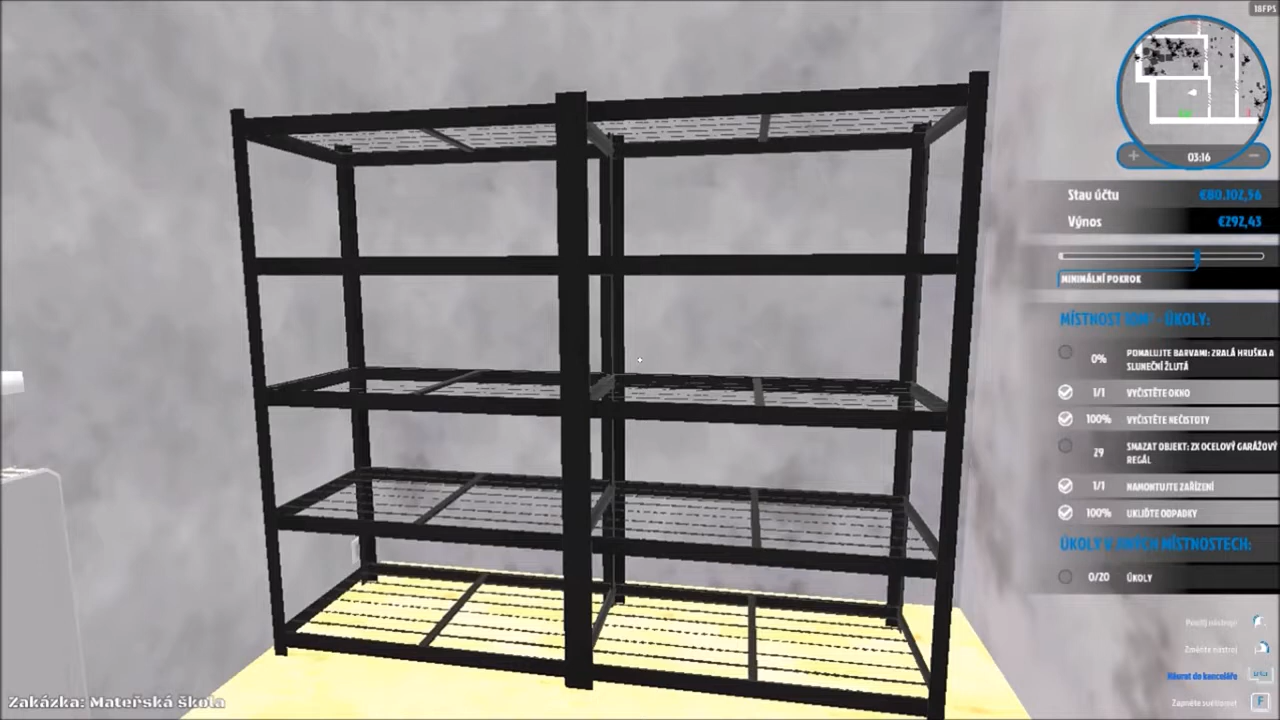 18FPS
03:16
Stav účtu €80.102,56
Výnos €292,43
MINIMÁLNÍ POKROK
MÍSTNOST - ÚKOLY:
0% POMALUJTE BARVAMI: ZRALÁ HRUŠKA A
SLUNEČNÍ ŽLUTÁ
1/1 VYČISTĚTE OKNO
100% VYČISTĚTE NEČISTOTY
29 SMAZAT OBJEKT: ZX OCELOVÝ GARÁŽOVÝ
REGÁL
1/1 NAMONTUJTE ZAŘÍZENÍ
100% UKLIĎTE ODPADKY
ÚKOLY V JINÝCH MÍSTNOSTECH:
0/20 ÚKOLY
Použij nástroj
Změňte nástroj
Návrat do kanceláře
Zapněte světlomet F
Zakázka: Mateřská škola